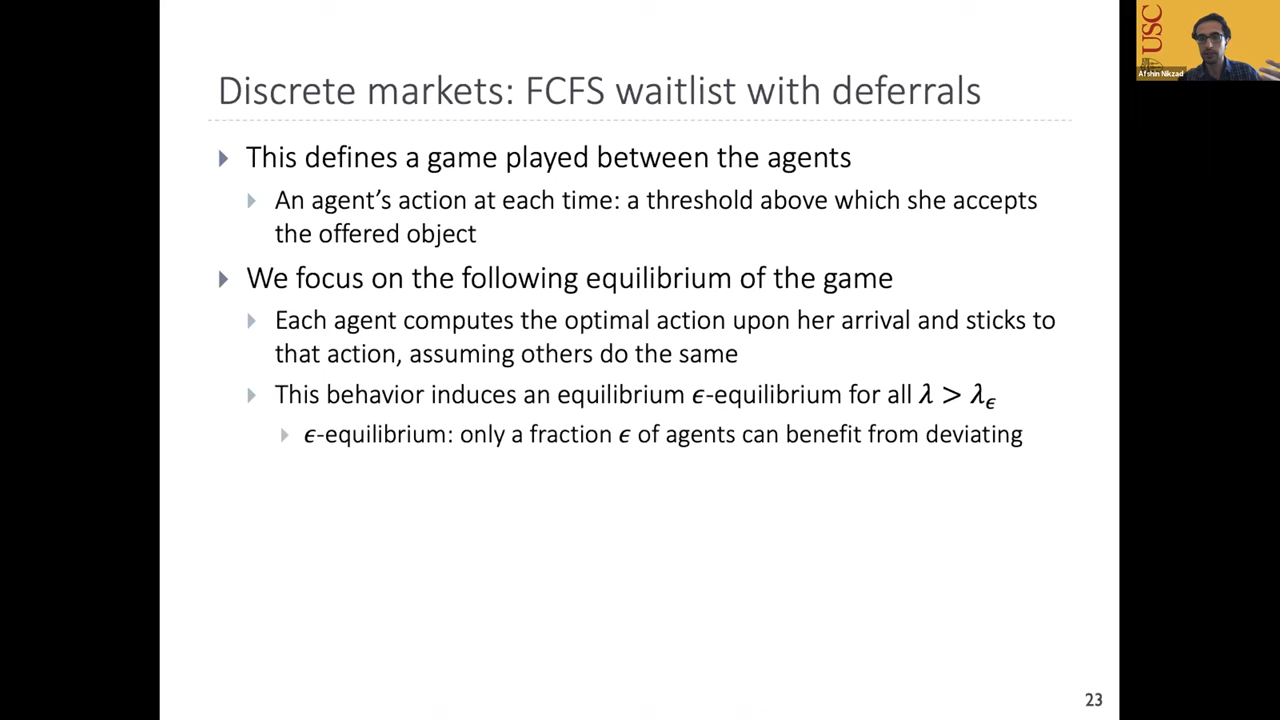 USC
Afshin Nikzad
Discrete markets: FCFS waitlist with deferrals
This defines a game played between the agents
An agent’s action at each time: a threshold above which she accepts
the offered object
We focus on the following equilibrium of the game
Each agent computes the optimal action upon her arrival and sticks to
that action, assuming others do the same
This behavior induces an equilibrium ϵ-equilibrium for all λ > λ_ϵ
ϵ-equilibrium: only a fraction ϵ of agents can benefit from deviating
23